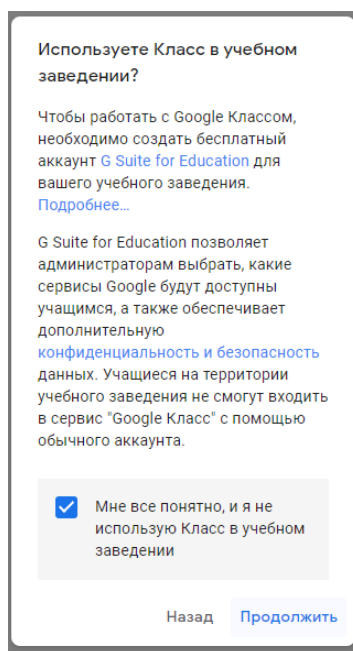 Используете Класс в учебном
заведении?
Чтобы работать с Google Классом,
необходимо создать бесплатный
аккаунт G Suite for Education для
вашего учебного заведения.
Подробнее…
G Suite for Education позволяет
администраторам выбрать, какие
сервисы Google будут доступны
учащимся, а также обеспечивает
дополнительную
конфиденциальность и безопасность
данных. Учащиеся на территории
учебного заведения не смогут входить
в сервис "Google Класс" с помощью
обычного аккаунта.
Мне все понятно, и я не
использую Класс в учебном
заведении
Назад Продолжить